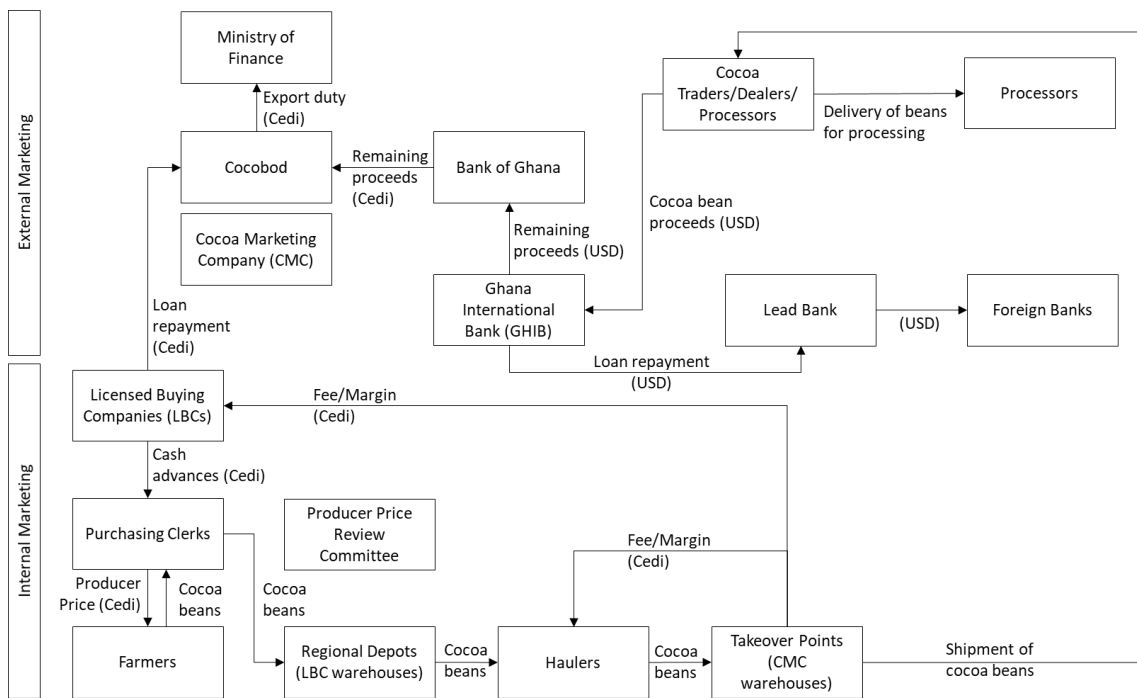 External Marketing
Ministry of
Finance
Export duty
(Cedi)
Cocobod
Remaining
proceeds
(Cedi)
Bank of Ghana
Cocoa Marketing
Company (CMC)
Remaining
proceeds (USD)
Ghana
International
Bank (GHIB)
Cocoa
Traders/Dealers/
Processors
Delivery of beans
for processing
Processors
Cocoa bean
proceeds (USD)
Lead Bank
(USD)
Foreign Banks
Loan repayment
(USD)
Loan
repayment
(Cedi)
Internal Marketing
Licensed Buying
Companies (LBCs)
Fee/Margin
(Cedi)
Cash
advances (Cedi)
Purchasing Clerks
Producer Price
Review
Committee
Fee/Margin
(Cedi)
Producer
Price (Cedi)
Cocoa
beans
Cocoa
beans
Farmers
Regional Depots
(LBC warehouses)
Cocoa
beans
Haulers
Cocoa
beans
Takeover Points
(CMC
warehouses)
Shipment of
cocoa beans